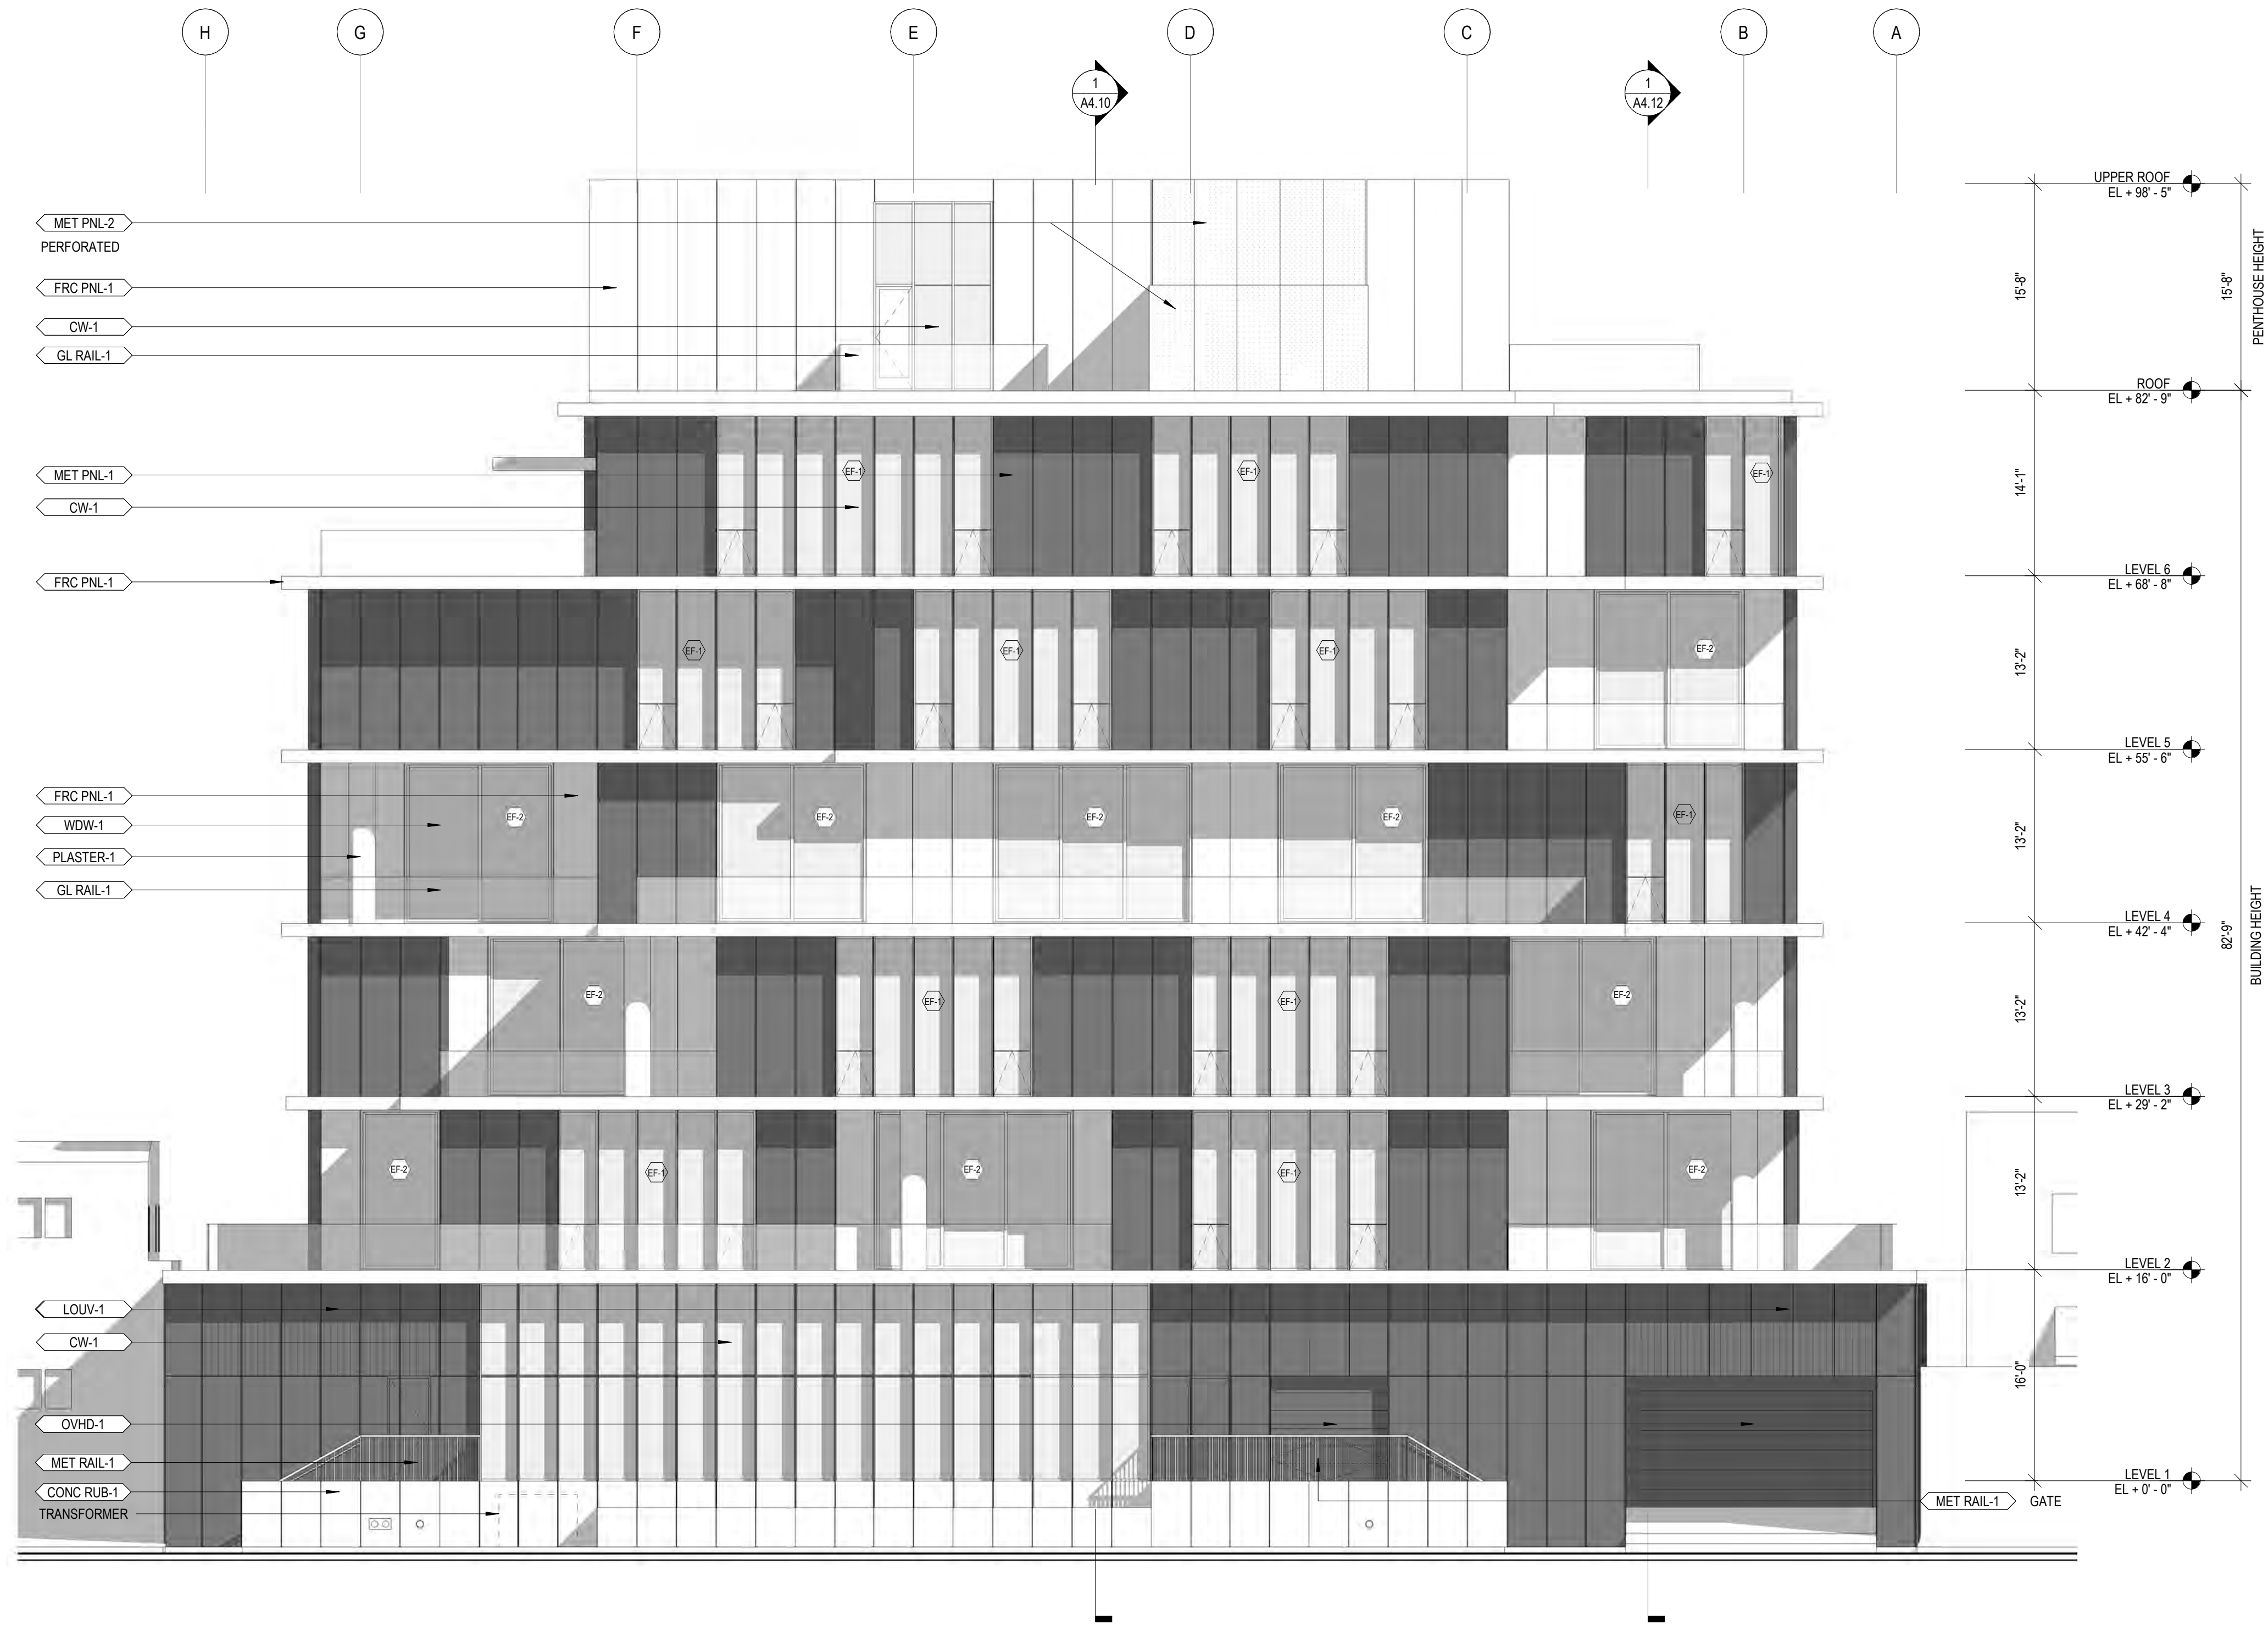 H G F E D C B A
1
A4.10
1
A4.12
UPPER ROOF
EL + 98' - 5"
MET PNL-2
PERFORATED
FRC PNL-1
CW-1
GL RAIL-1
15'-8"
15'-8"
PENTHOUSE HEIGHT
ROOF
EL + 82' - 9"
MET PNL-1
CW-1
EF-1 EF-1 EF-1
14'-1"
FRC PNL-1
LEVEL 6
EL + 68' - 8"
EF-1 EF-1 EF-1 EF-2
13'-2"
LEVEL 5
EL + 55' - 6"
FRC PNL-1
WDW-1
PLASTER-1
GL RAIL-1
EF-2 EF-2 EF-2 EF-2 EF-1
13'-2"
LEVEL 4
EL + 42' - 4"
82'-9"
BUILDING HEIGHT
EF-2 EF-1 EF-1 EF-2
13'-2"
LEVEL 3
EL + 29' - 2"
EF-2 EF-1 EF-2 EF-1 EF-2
13'-2"
LEVEL 2
EL + 16' - 0"
LOUV-1
CW-1
16'-0"
OVHD-1
MET RAIL-1
CONC RUB-1
TRANSFORMER
LEVEL 1
EL + 0' - 0"
MET RAIL-1 GATE